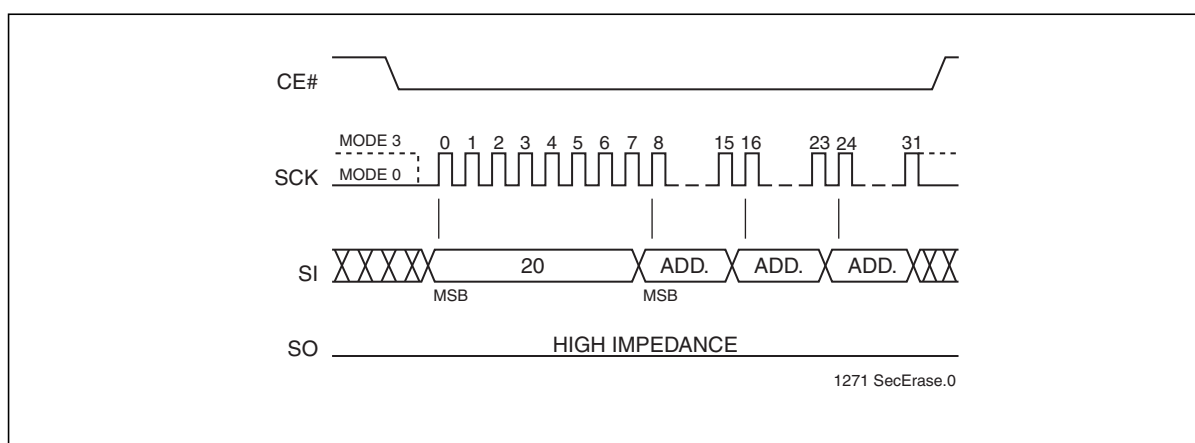 CE#
MODE 3
0 1 2 3 4 5 6 7 8 15 16 23 24 31
SCK
MODE 0
SI
20 ADD. ADD. ADD.
MSB MSB
SO
HIGH IMPEDANCE
1271 SecErase.0